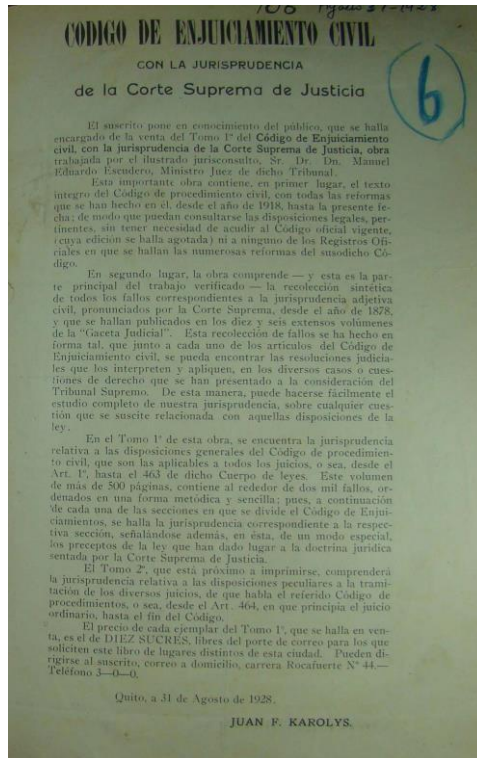 106 Agosto 31-1928
6
CODIGO DE ENJUICIAMIENTO CIVIL
CON LA JURISPRUDENCIA
de la Corte Suprema de Justicia
El suscrito pone en conocimiento del público, que se halla
encargado de la venta del Tomo 1º del Código de Enjuiciamiento
civil, con la jurisprudencia de la Corte Suprema de Justicia, obra
trabajada por el ilustrado jurisconsulto, Sr. Dr. Dn. Manuel
Eduardo Escudero, Ministro Juez de dicho Tribunal.
Esta importante obra contiene, en primer lugar, el texto
íntegro del Código de procedimiento civil, con todas las reformas
que se han hecho en él, desde el año de 1918, hasta la presente fe-
cha; de modo que puedan consultarse las disposiciones legales, per-
tinentes, sin tener necesidad de acudir al Código oficial vigente,
(cuya edición se halla agotada) ni a ninguno de los Registros Ofi-
ciales en que se hallan las numerosas reformas del susodicho Có-
digo.
En segundo lugar, la obra comprende — y esta es la par-
te principal del trabajo verificado — la recolección sintética
de todos los fallos correspondientes a la jurisprudencia adjetiva
civil, pronunciados por la Corte Suprema, desde el año de 1878,
y que se hallan publicados en los diez y seis extensos volúmenes
de la "Gaceta Judicial". Esta recolección de fallos se ha hecho en
forma tal, que junto a cada uno de los artículos del Código de
Enjuiciamiento civil, se pueda encontrar las resoluciones judicia-
les que los interpreten y apliquen, en los diversos casos o cues-
tiones de derecho que se han presentado a la consideración del
Tribunal Supremo. De esta manera, puede hacerse fácilmente el
estudio completo de nuestra jurisprudencia, sobre cualquier cues-
tión que se suscite relacionada con aquellas disposiciones de la
ley.
En el Tomo 1º de esta obra, se encuentra la jurisprudencia
relativa a las disposiciones generales del Código de procedimien-
to civil, que son las aplicables a todos los juicios, o sea, desde el
Art. 1º, hasta el 463 de dicho Cuerpo de leyes. Este volumen
de más de 500 páginas, contiene al rededor de dos mil fallos, or-
denados en una forma metódica y sencilla; pues, a continuación
de cada una de las secciones en que se divide el Código de Enjui-
ciamientos, se halla la jurisprudencia correspondiente a la respec-
tiva sección, señalándose además, en ésta, de un modo especial,
los preceptos de la ley que han dado lugar a la doctrina jurídica
sentada por la Corte Suprema de Justicia.
El Tomo 2º, que está próximo a imprimirse, comprenderá
la jurisprudencia relativa a las disposiciones peculiares a la trami-
tación de los diversos juicios, de que habla el referido Código de
procedimientos, o sea, desde el Art. 464, en que principia el juicio
ordinario, hasta el fin del Código.
El precio de cada ejemplar del Tomo 1º, que se halla en ven-
ta, es el de DIEZ SUCRES, libres del porte de correo para los que
soliciten este libro de lugares distintos de esta ciudad. Pueden di-
rigirse al suscrito, correo a domicilio, carrera Rocafuerte Nº 44.—
Teléfono 3—0—0.
Quito, a 31 de Agosto de 1928.
JUAN F. KAROLYS.